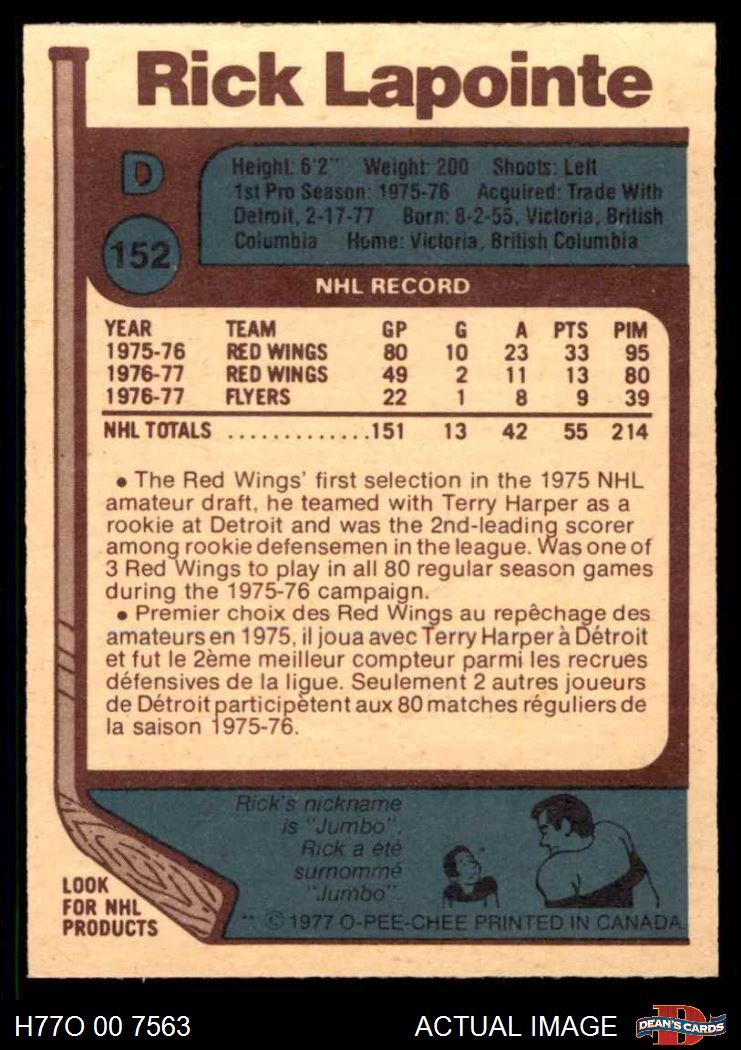 Rick Lapointe
D
152
Height: 6'2" Weight: 200 Shoots: Left
1st Pro Season: 1975-76 Acquired: Trade With
Detroit, 2-17-77 Born: 8-2-55, Victoria, British
Columbia Home: Victoria, British Columbia
NHL RECORD
YEAR TEAM GP G A PTS PIM
1975-76 RED WINGS 80 10 23 33 95
1976-77 RED WINGS 49 2 11 13 80
1976-77 FLYERS 22 1 8 9 39
NHL TOTALS .............151 13 42 55 214
• The Red Wings' first selection in the 1975 NHL
amateur draft, he teamed with Terry Harper as a
rookie at Detroit and was the 2nd-leading scorer
among rookie defensemen in the league. Was one of
3 Red Wings to play in all 80 regular season games
during the 1975-76 campaign.
• Premier choix des Red Wings au repêchage des
amateurs en 1975, il joua avec Terry Harper à Détroit
et fut le 2ème meilleur compteur parmi les recrues
défensives de la ligue. Seulement 2 autres joueurs
de Détroit participètent aux 80 matches réguliers de
la saison 1975-76.
Rick's nickname
is "Jumbo".
Rick a été
surnommé
"Jumbo"
LOOK
FOR NHL
PRODUCTS
** © 1977 O-PEE-CHEE PRINTED IN CANADA.
H77O 00 7563
ACTUAL IMAGE
DEAN'S CARDS